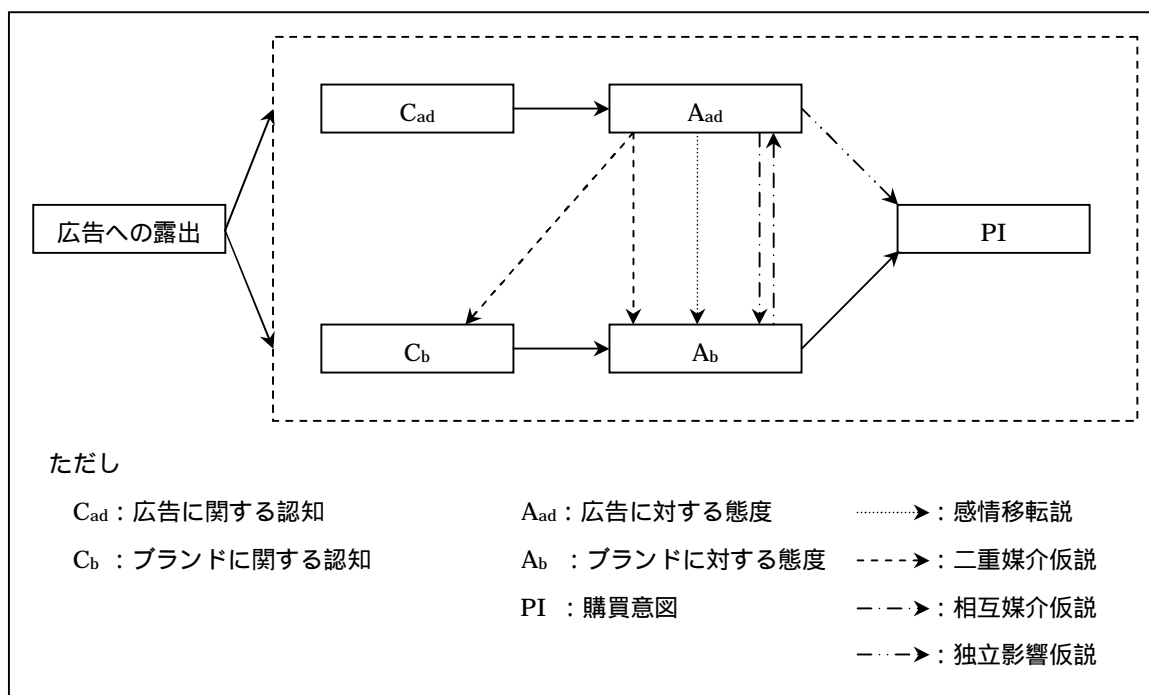 Cad
Aad
広告への露出
PI
Cb
Ab
ただし
Cad：広告に関する認知
Aad：広告に対する態度
：感情移転説
Cb ：ブランドに関する認知
Ab ：ブランドに対する態度
：二重媒介仮説
PI ：購買意図
：相互媒介仮説
：独立影響仮説